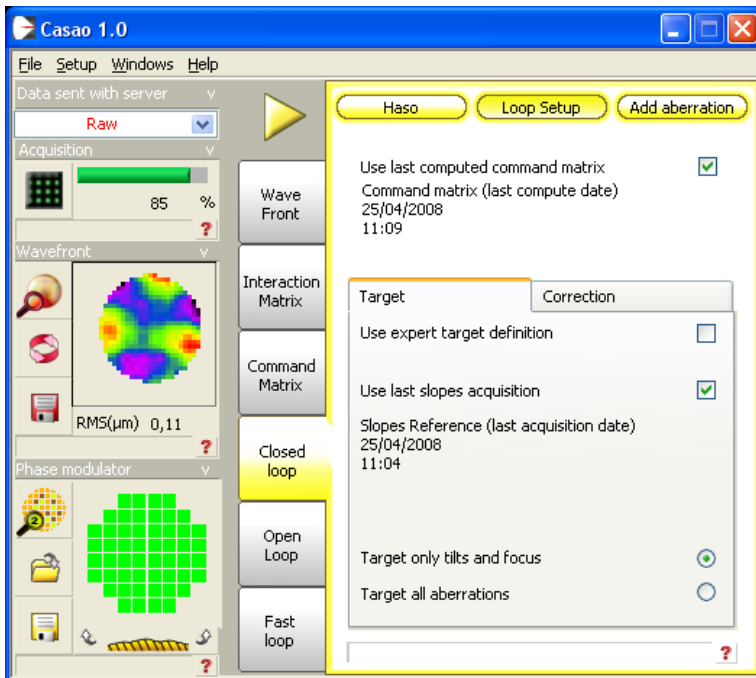 Casao 1.0
File Setup Windows Help
Data sent with server v
Raw
Acquisition v
85 %
?
Wavefront v
RMS(µm) 0,11
?
Phase modulator v
2
?
Wave
Front
Interaction
Matrix
Command
Matrix
Closed
loop
Open
Loop
Fast
loop
Haso Loop Setup Add aberration
Use last computed command matrix
Command matrix (last compute date)
25/04/2008
11:09
Target Correction
Use expert target definition
Use last slopes acquisition
Slopes Reference (last acquisition date)
25/04/2008
11:04
Target only tilts and focus
Target all aberrations
?